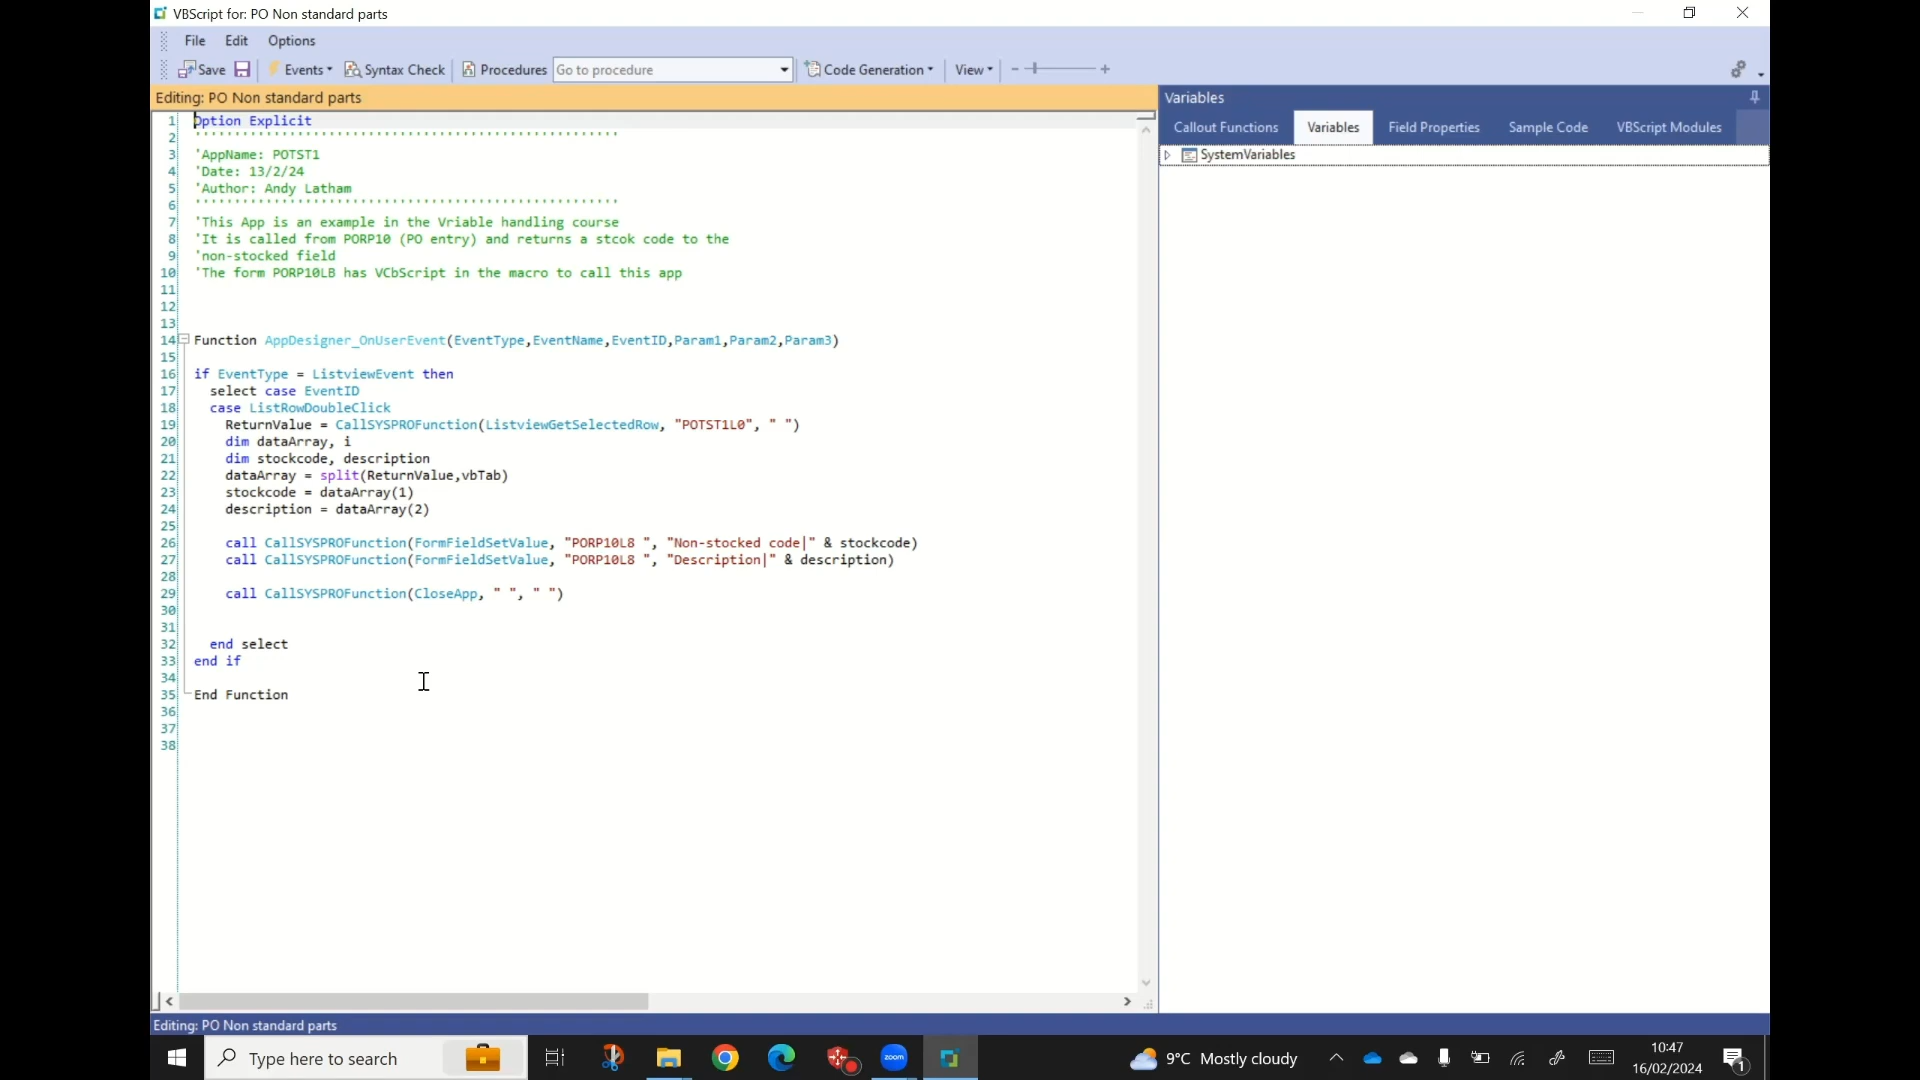 VBScript for: PO Non standard parts
File Edit Options
Save Events Syntax Check Procedures Go to procedure Code Generation View - +
Editing: PO Non standard parts
1 Option Explicit
2 ''''''''''''''''''''''''''''''''''''''''''''''''''''''
3 'AppName: POTST1
4 'Date: 13/2/24
5 'Author: Andy Latham
6 ''''''''''''''''''''''''''''''''''''''''''''''''''''''
7 'This App is an example in the Vriable handling course
8 'It is called from PORP10 (PO entry) and returns a stcok code to the
9 'non-stocked field
10 'The form PORP10LB has VCbScript in the macro to call this app
11
12
13
14 Function AppDesigner_OnUserEvent(EventType,EventName,EventID,Param1,Param2,Param3)
15
16 if EventType = ListviewEvent then
17 select case EventID
18 case ListRowDoubleClick
19 ReturnValue = CallSYSPROFunction(ListviewGetSelectedRow, "POTST1L0", " ")
20 dim dataArray, i
21 dim stockcode, description
22 dataArray = split(ReturnValue,vbTab)
23 stockcode = dataArray(1)
24 description = dataArray(2)
25
26 call CallSYSPROFunction(FormFieldSetValue, "PORP10L8 ", "Non-stocked code|" & stockcode)
27 call CallSYSPROFunction(FormFieldSetValue, "PORP10L8 ", "Description|" & description)
28
29 call CallSYSPROFunction(CloseApp, " ", " ")
30
31
32 end select
33 end if
34
35 End Function
36
37
38
Variables
Callout Functions Variables Field Properties Sample Code VBScript Modules
SystemVariables
Editing: PO Non standard parts
Type here to search
zoom
9°C Mostly cloudy
10:47
16/02/2024
1